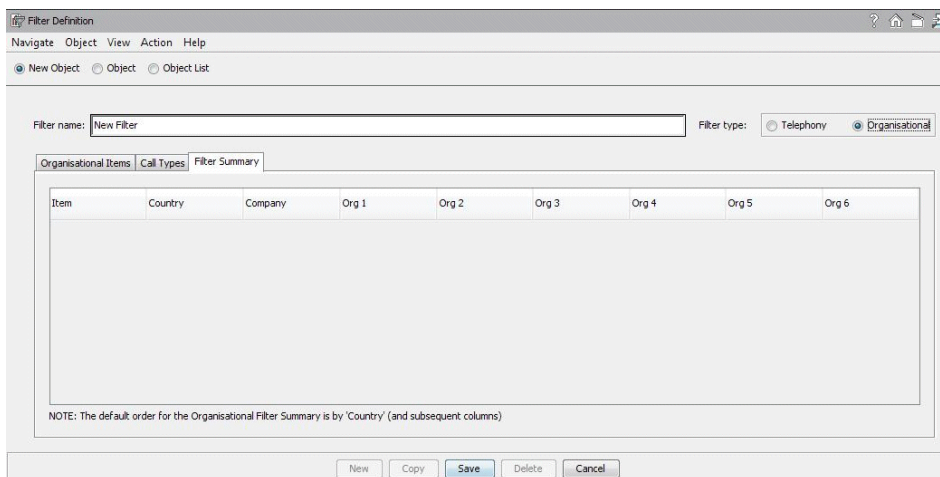 Filter Definition
Navigate Object View Action Help
New Object Object Object List
Filter name: New Filter Filter type: Telephony Organisational
Organisational Items Call Types Filter Summary
Item Country Company Org 1 Org 2 Org 3 Org 4 Org 5 Org 6
NOTE: The default order for the Organisational Filter Summary is by 'Country' (and subsequent columns)
New Copy Save Delete Cancel